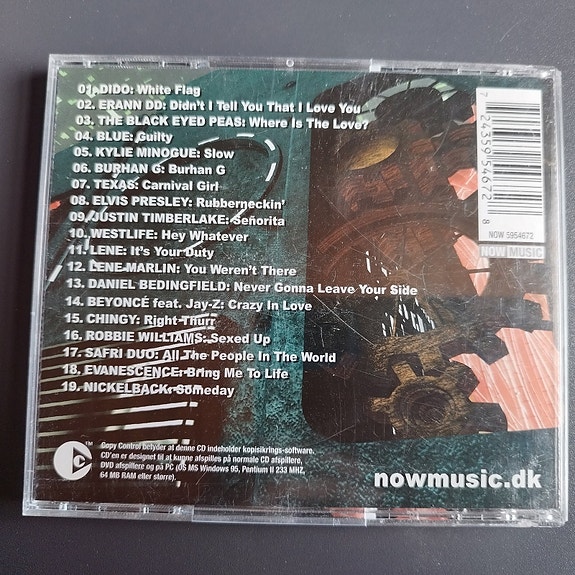 01. DIDO: White Flag
02. ERANN DD: Didn't I Tell You That I Love You
03. THE BLACK EYED PEAS: Where Is The Love?
04. BLUE: Guilty
05. KYLIE MINOGUE: Slow
06. BURHAN G: Burhan G
07. TEXAS: Carnival Girl
08. ELVIS PRESLEY: Rubberneckin'
09. JUSTIN TIMBERLAKE: Señorita
10. WESTLIFE: Hey Whatever
11. LENE: It's Your Duty
12. LENE MARLIN: You Weren't There
13. DANIEL BEDINGFIELD: Never Gonna Leave Your Side
14. BEYONCÉ feat. Jay-Z: Crazy In Love
15. CHINGY: Right Thurr
16. ROBBIE WILLIAMS: Sexed Up
17. SAFRI DUO: All The People In The World
18. EVANESCENCE: Bring Me To Life
19. NICKELBACK: Someday
7 24359 54672 8
NOW 5954672
NOW MUSIC
C ™
Copy Control betyder at denne CD indeholder kopisikrings-software.
CD'en er designet til at kunne afspilles på normale CD afspillere,
DVD afspillere og på PC (OS MS Windows 95, Pentium II 233 MHZ,
64 MB RAM eller større).
nowmusic.dk